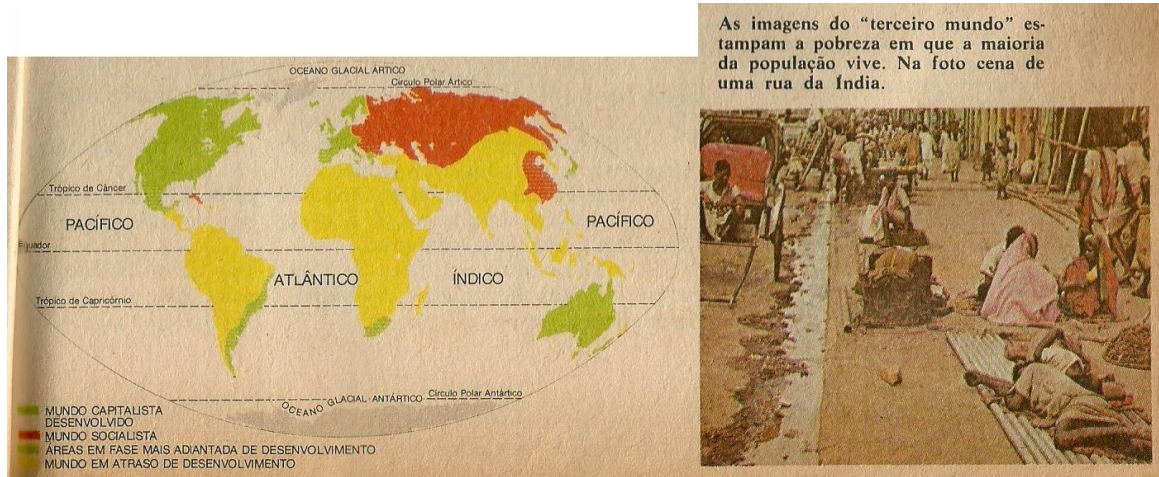 As imagens do "terceiro mundo" es-
tampam a pobreza em que a maioria
da população vive. Na foto cena de
uma rua da Índia.
OCEANO GLACIAL ÁRTICO
Círculo Polar Ártico
Trópico de Câncer
PACÍFICO
PACÍFICO
Equador
ATLÂNTICO
ÍNDICO
Trópico de Capricórnio
Círculo Polar Antártico
OCEANO GLACIAL ANTÁRTICO
MUNDO CAPITALISTA
DESENVOLVIDO
MUNDO SOCIALISTA
ÁREAS EM FASE MAIS ADIANTADA DE DESENVOLVIMENTO
MUNDO EM ATRASO DE DESENVOLVIMENTO